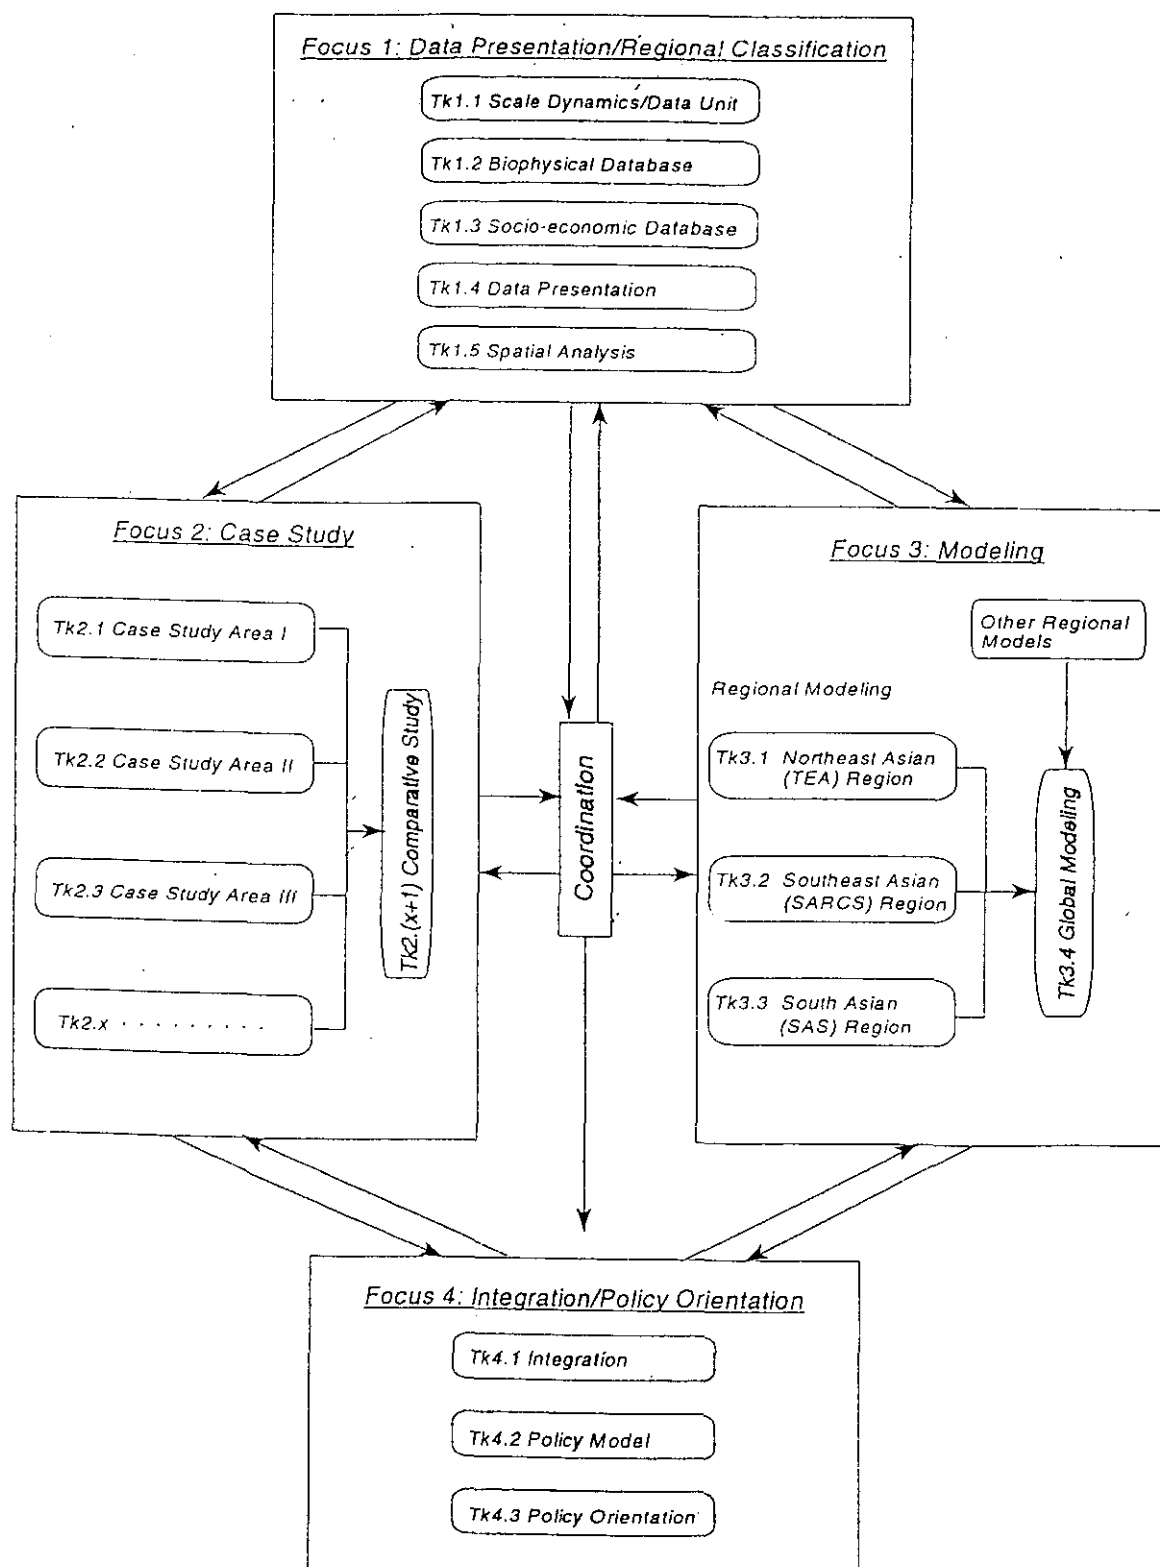 Focus 1: Data Presentation/Regional Classification
Tk1.1 Scale Dynamics/Data Unit
Tk1.2 Biophysical Database
Tk1.3 Socio-economic Database
Tk1.4 Data Presentation
Tk1.5 Spatial Analysis
Focus 2: Case Study
Tk2.1 Case Study Area I
Tk2.2 Case Study Area II
Tk2.3 Case Study Area III
Tk2.x . . . . . . . . .
Tk2.(x+1) Comparative Study
Coordination
Focus 3: Modeling
Other Regional
Models
Regional Modeling
Tk3.1 Northeast Asian
(TEA) Region
Tk3.2 Southeast Asian
(SARCS) Region
Tk3.3 South Asian
(SAS) Region
Tk3.4 Global Modeling
Focus 4: Integration/Policy Orientation
Tk4.1 Integration
Tk4.2 Policy Model
Tk4.3 Policy Orientation